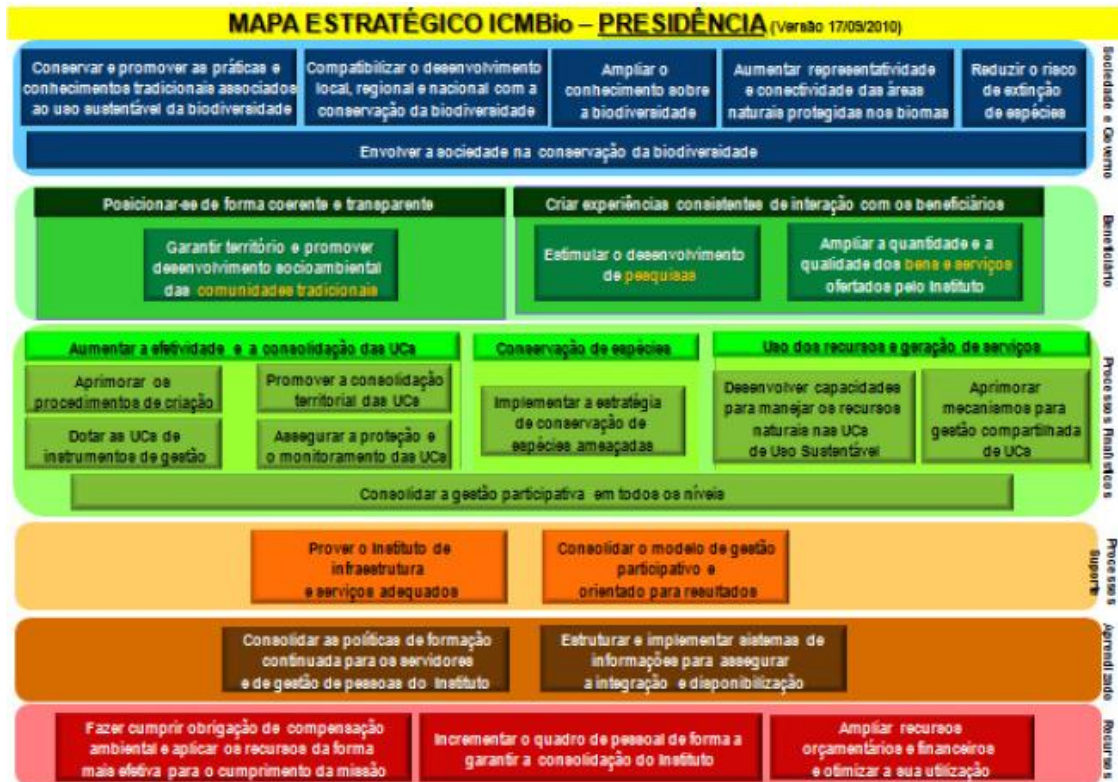 MAPA ESTRATÉGICO ICMBio – PRESIDÊNCIA (Versão 17/05/2010)
Conservar e promover as práticas e
conhecimentos tradicionais associados
ao uso sustentável da biodiversidade
Compatibilizar o desenvolvimento
local, regional e nacional com a
conservação da biodiversidade
Ampliar o
conhecimento sobre
a biodiversidade
Aumentar representatividade
e conectividade das áreas
naturais protegidas nos biomas
Reduzir o risco
de extinção
de espécies
Envolver a sociedade na conservação da biodiversidade
Sociedade e Governo
Posicionar-se de forma coerente e transparente
Garantir território e promover
desenvolvimento socioambiental
das comunidades tradicionais
Criar experiências consistentes de interação com os beneficiários
Estimular o desenvolvimento
de pesquisas
Ampliar a quantidade e a
qualidade dos bens e serviços
ofertados pelo Instituto
Beneficiário
Aumentar a efetividade e a consolidação das UCs
Aprimorar os
procedimentos de criação
Promover a consolidação
territorial das UCs
Dotar as UCs de
instrumentos de gestão
Assegurar a proteção e
o monitoramento das UCs
Conservação de espécies
Implementar a estratégia
de conservação de
espécies ameaçadas
Uso dos recursos e geração de serviços
Desenvolver capacidades
para manejar os recursos
naturais nas UCs
de Uso Sustentável
Aprimorar
mecanismos para
gestão compartilhada
de UCs
Consolidar a gestão participativa em todos os níveis
Processos Finalísticos
Prover o Instituto de
infraestrutura
e serviços adequados
Consolidar o modelo de gestão
participativo e
orientado para resultados
Processos
Suporte
Consolidar as políticas de formação
continuada para os servidores
e de gestão de pessoas do Instituto
Estruturar e implementar sistemas de
informações para assegurar
a integração e disponibilização
Aprendizado
Fazer cumprir obrigação de compensação
ambiental e aplicar os recursos da forma
mais efetiva para o cumprimento da missão
Incrementar o quadro de pessoal de forma a
garantir a consolidação do Instituto
Ampliar recursos
orçamentários e financeiros
e otimizar a sua utilização
Recursos